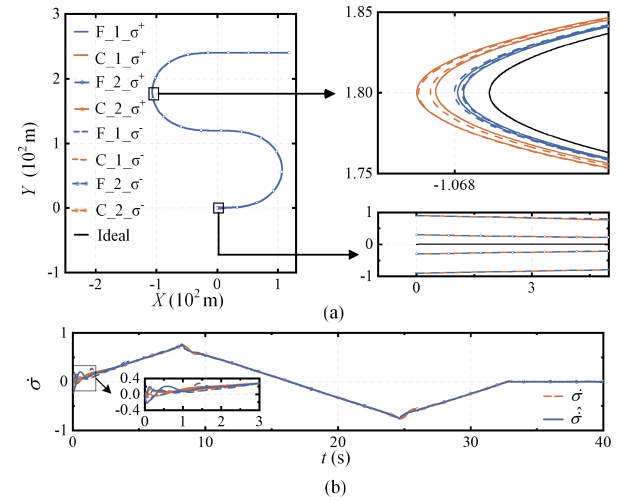 3
2
1
0
-1
Y (10² m)
-2
-1
0
1
X (10² m)
F_1_σ⁺
C_1_σ⁺
F_2_σ⁺
C_2_σ⁺
F_1_σ⁻
C_1_σ⁻
F_2_σ⁻
C_2_σ⁻
Ideal
1.85
1.80
1.75
-1.068
1
0
-1
0
3
(a)
1
0
-1
σ̇
0.4
0.0
-0.4
0
1
2
3
σ̇
σ̇̂
0
10
20
30
40
t (s)
(b)